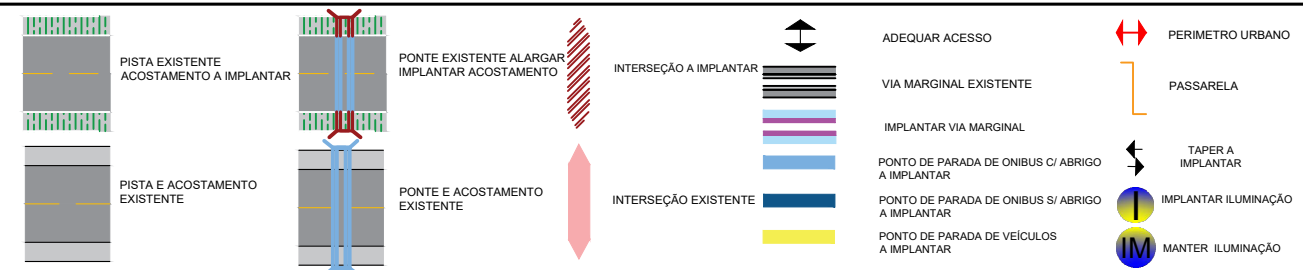 PISTA EXISTENTE
ACOSTAMENTO A IMPLANTAR
PISTA E ACOSTAMENTO
EXISTENTE
PONTE EXISTENTE ALARGAR
IMPLANTAR ACOSTAMENTO
PONTE E ACOSTAMENTO
EXISTENTE
INTERSEÇÃO A IMPLANTAR
INTERSEÇÃO EXISTENTE
ADEQUAR ACESSO
VIA MARGINAL EXISTENTE
IMPLANTAR VIA MARGINAL
PONTO DE PARADA DE ONIBUS C/ ABRIGO
A IMPLANTAR
PONTO DE PARADA DE ONIBUS S/ ABRIGO
A IMPLANTAR
PONTO DE PARADA DE VEÍCULOS
A IMPLANTAR
PERIMETRO URBANO
PASSARELA
TAPER A
IMPLANTAR
I IMPLANTAR ILUMINAÇÃO
IM MANTER ILUMINAÇÃO